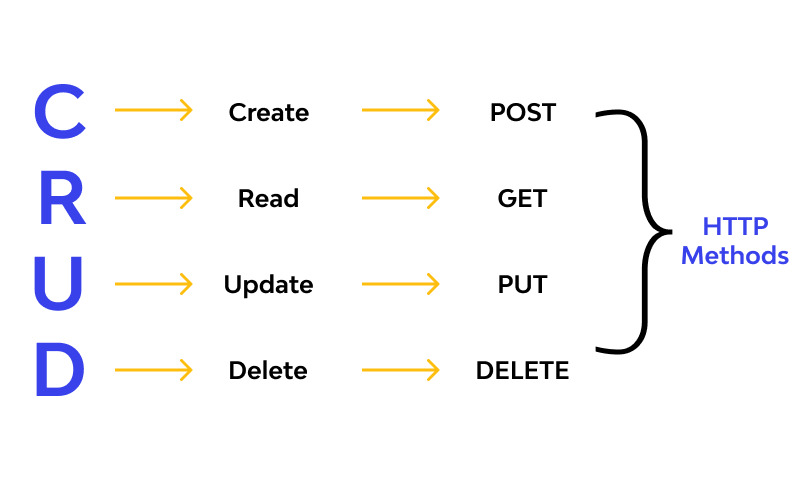 C Create POST
R Read GET
U Update PUT
D Delete DELETE
HTTP
Methods